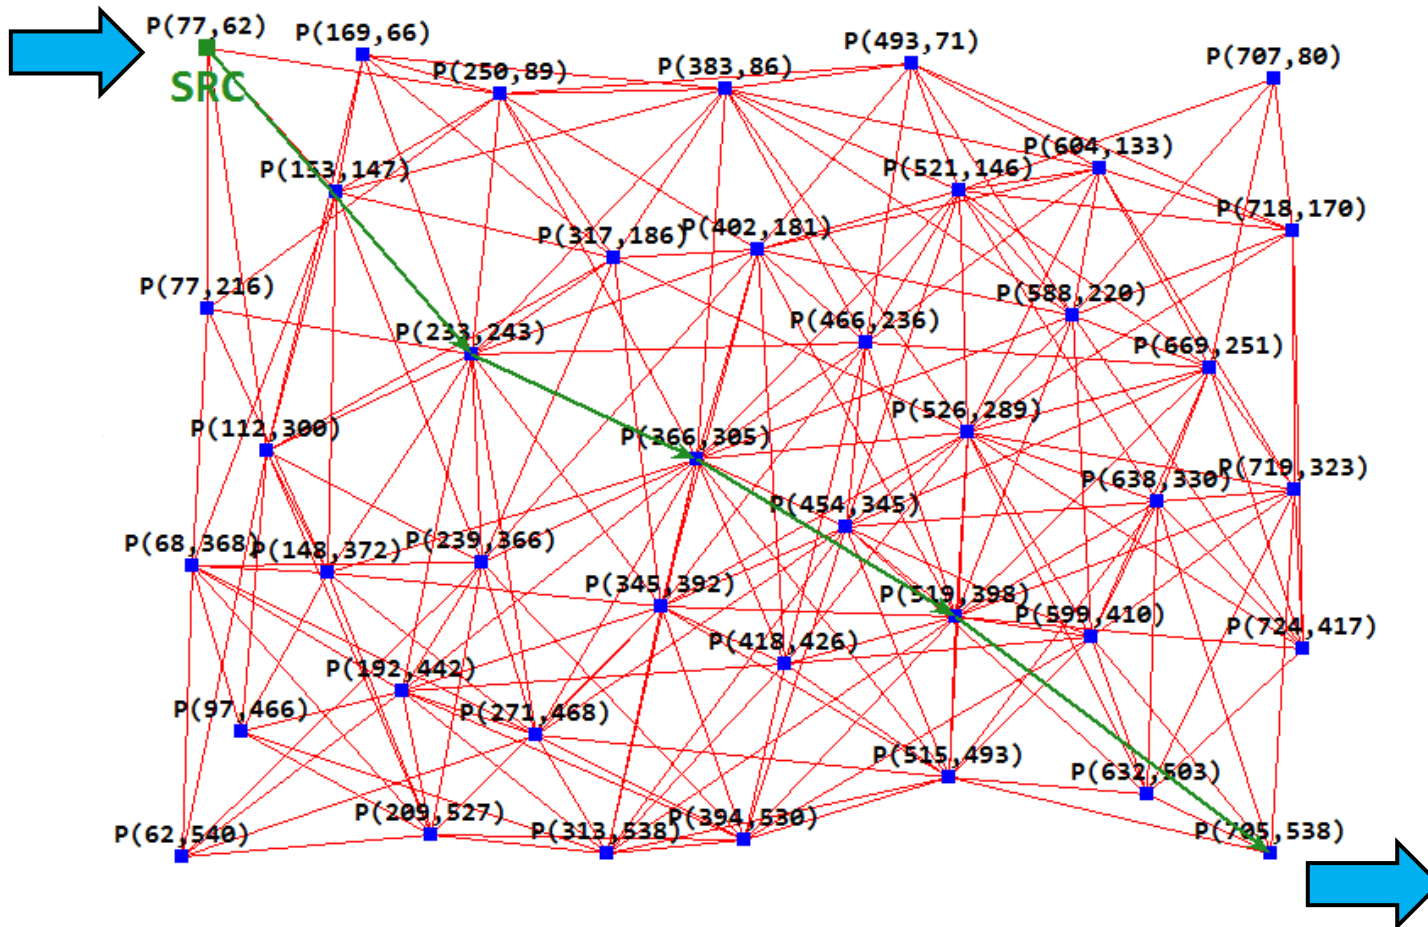 P(77,62)
P(169,66)
P(493,71)
P(707,80)
P(250,89)
P(383,86)
SRC
P(153,147)
P(521,146)
P(604,133)
P(317,186)
P(402,181)
P(718,170)
P(77,216)
P(233,243)
P(466,236)
P(588,220)
P(669,251)
P(112,300)
P(366,305)
P(526,289)
P(454,345)
P(638,330)
P(719,323)
P(68,368)
P(148,372)
P(239,366)
P(345,392)
P(519,398)
P(599,410)
P(724,417)
P(418,426)
P(192,442)
P(97,466)
P(271,468)
P(515,493)
P(632,503)
P(62,540)
P(209,527)
P(313,538)
P(394,530)
P(705,538)